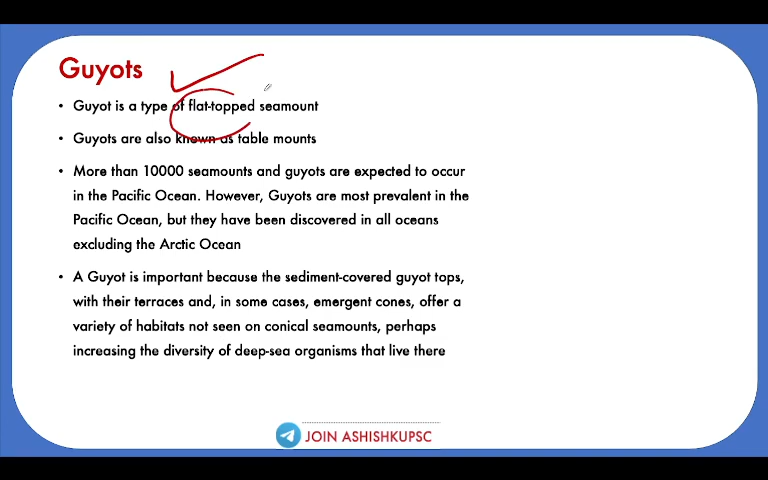 Guyots
• Guyot is a type of flat-topped seamount
• Guyots are also known as table mounts
• More than 10000 seamounts and guyots are expected to occur
in the Pacific Ocean. However, Guyots are most prevalent in the
Pacific Ocean, but they have been discovered in all oceans
excluding the Arctic Ocean
• A Guyot is important because the sediment-covered guyot tops,
with their terraces and, in some cases, emergent cones, offer a
variety of habitats not seen on conical seamounts, perhaps
increasing the diversity of deep-sea organisms that live there
JOIN ASHISHKUPSC